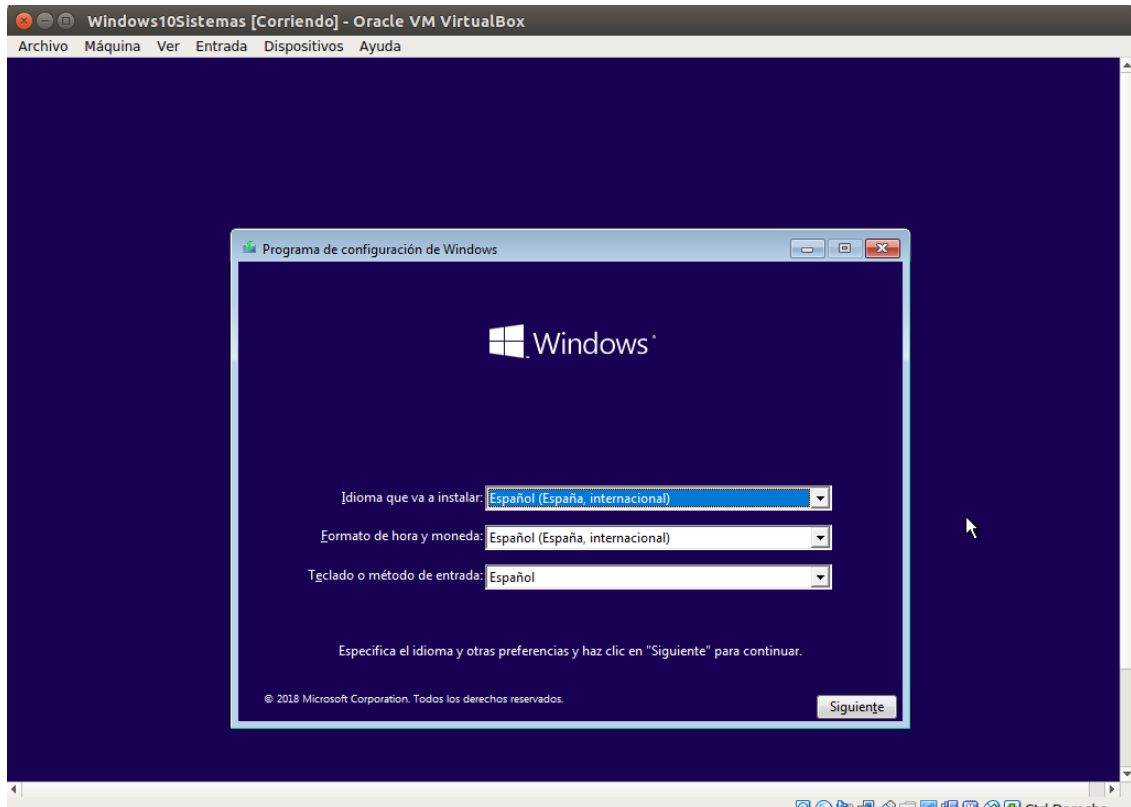 Windows10Sistemas [Corriendo] - Oracle VM VirtualBox
Archivo Máquina Ver Entrada Dispositivos Ayuda
Programa de configuración de Windows
Windows
Idioma que va a instalar: Español (España, internacional)
Formato de hora y moneda: Español (España, internacional)
Teclado o método de entrada: Español
Especifica el idioma y otras preferencias y haz clic en "Siguiente" para continuar.
© 2018 Microsoft Corporation. Todos los derechos reservados.
Siguiente
Ctrl Derecho